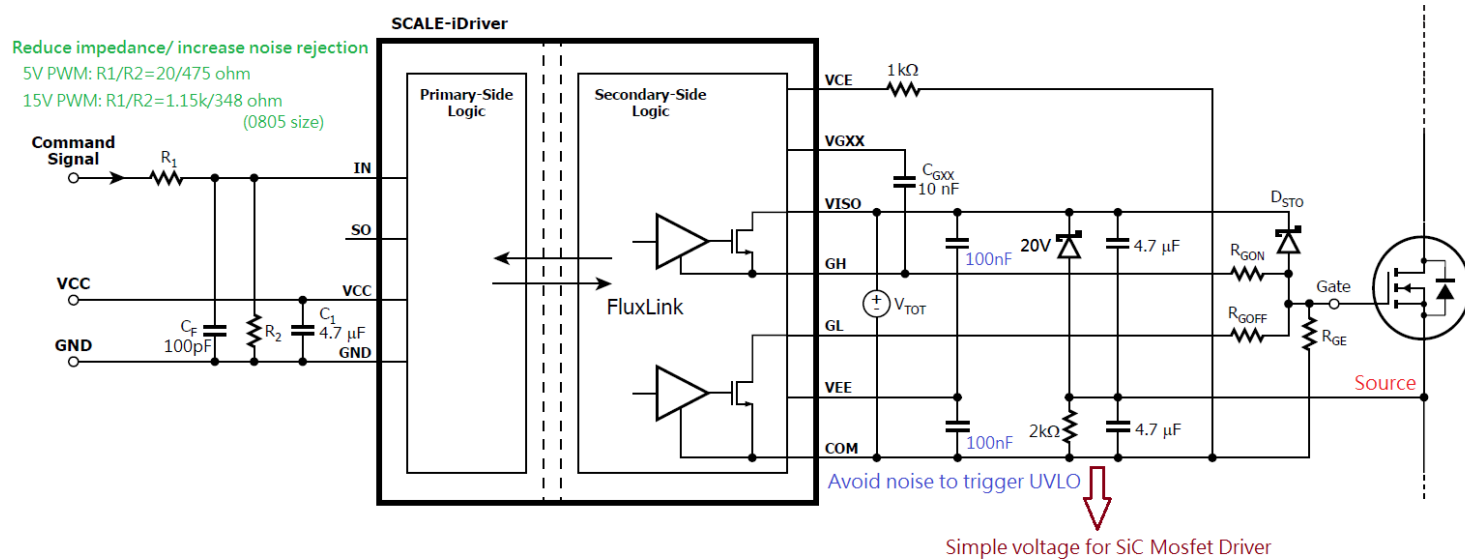 SCALE-iDriver
Reduce impedance/ increase noise rejection
5V PWM: R1/R2=20/475 ohm
15V PWM: R1/R2=1.15k/348 ohm
(0805 size)
Command
Signal
R1
IN
SO
VCC
VCC
CF
100pF
R2
C1
4.7 µF
GND
GND
Primary-Side
Logic
Secondary-Side
Logic
FluxLink
VCE
1kΩ
VGXX
CGXX
10 nF
VISO
DSTO
100nF
20V
4.7 µF
GH
RGON
+
-
VTOT
Gate
GL
RGOFF
RGE
VEE
Source
100nF
2kΩ
4.7 µF
COM
Avoid noise to trigger UVLO
Simple voltage for SiC Mosfet Driver